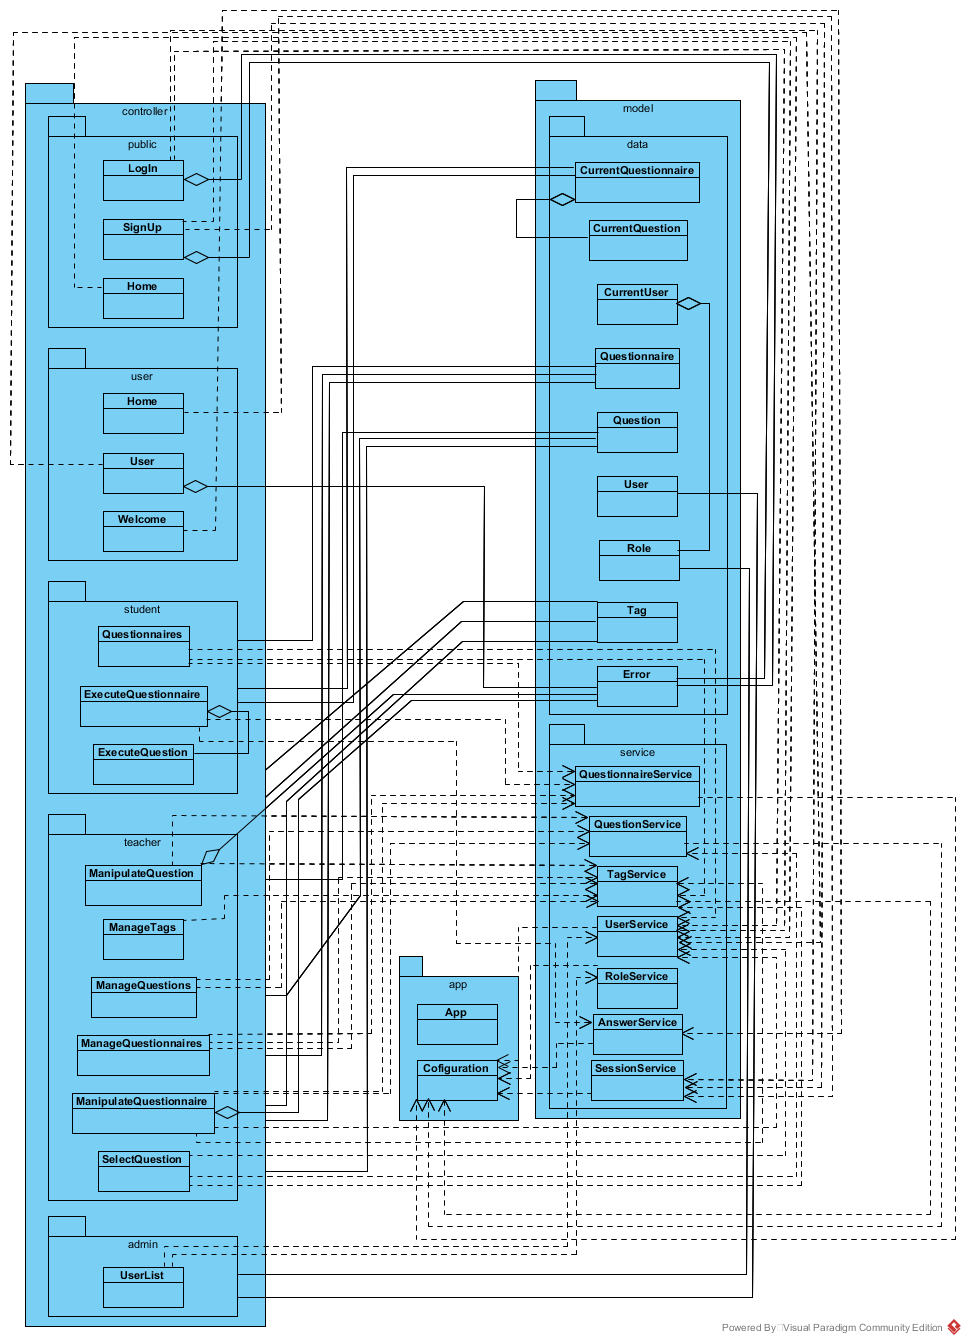 controller
public
LogIn
SignUp
Home
user
Home
User
Welcome
student
Questionnaires
ExecuteQuestionnaire
ExecuteQuestion
teacher
ManipulateQuestion
ManageTags
ManageQuestions
ManageQuestionnaires
ManipulateQuestionnaire
SelectQuestion
admin
UserList
app
App
Cofiguration
model
data
CurrentQuestionnaire
CurrentQuestion
CurrentUser
Questionnaire
Question
User
Role
Tag
Error
service
QuestionnaireService
QuestionService
TagService
UserService
RoleService
AnswerService
SessionService
Powered By Visual Paradigm Community Edition